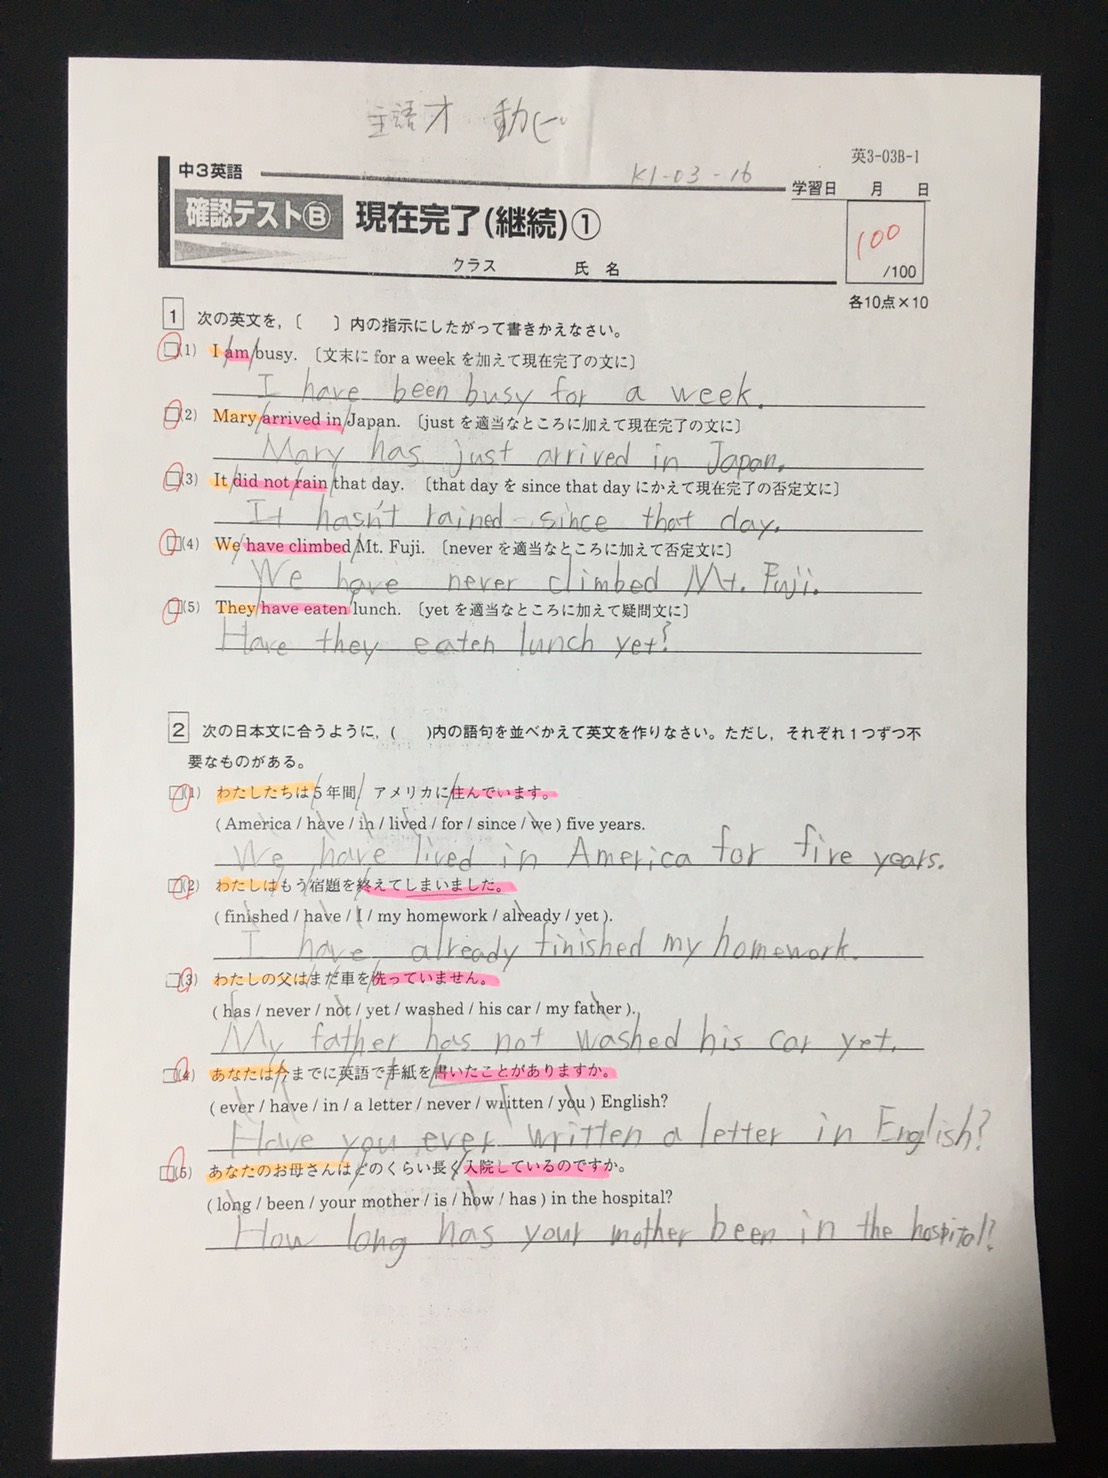 主語オ 動ピ
K1-03-16
英3-03B-1
中3英語
学習日 月 日
確認テストⒷ 現在完了(継続)①
100
/100
クラス 氏名
各10点×10
1 次の英文を,〔 〕内の指示にしたがって書きかえなさい。
□(1) I am busy. 〔文末に for a week を加えて現在完了の文に〕
I have been busy for a week.
□(2) Mary arrived in Japan. 〔just を適当なところに加えて現在完了の文に〕
Mary has just arrived in Japan.
□(3) It did not rain that day. 〔that day を since that day にかえて現在完了の否定文に〕
It hasn't rained since that day.
□(4) We have climbed Mt. Fuji. 〔never を適当なところに加えて否定文に〕
We have never climbed Mt. Fuji.
□(5) They have eaten lunch. 〔yet を適当なところに加えて疑問文に〕
Have they eaten lunch yet?
2 次の日本文に合うように,( )内の語句を並べかえて英文を作りなさい。ただし,それぞれ1つずつ不
要なものがある。
□(1) わたしたちは5年間 アメリカに住んでいます。
( America / have / in / lived / for / since / we ) five years.
We have lived in America for five years.
□(2) わたしはもう宿題を終えてしまいました。
( finished / have / I / my homework / already / yet ).
I have already finished my homework.
□(3) わたしの父はまだ車を洗っていません。
( has / never / not / yet / washed / his car / my father ).
My father has not washed his car yet.
□(4) あなたは今までに英語で手紙を書いたことがありますか。
( ever / have / in / a letter / never / written / you ) English?
Have you ever written a letter in English?
□(5) あなたのお母さんはどのくらい長く入院しているのですか。
( long / been / your mother / is / how / has ) in the hospital?
How long has your mother been in the hospital?